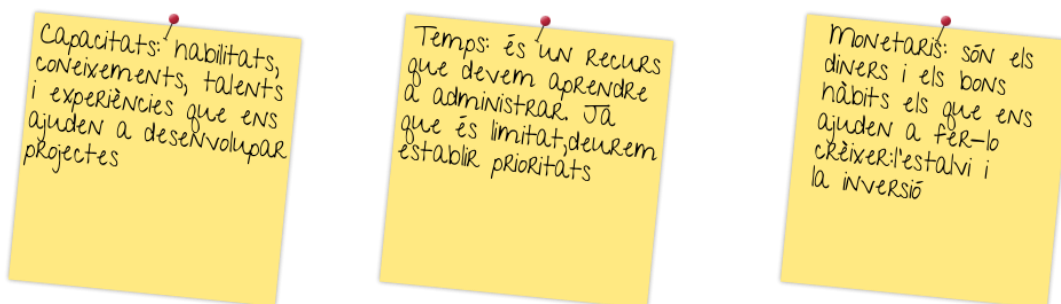 Capacitats: habilitats,
coneixements, talents
i experiències que ens
ajuden a desenvolupar
projectes
Temps: és un recurs
que devem aprendre
a administrar. Ja
que és limitat,deurem
establir prioritats
Monetaris: són els
diners i els bons
hàbits els que ens
ajuden a fer-lo
crèixer:l'estalvi i
la inversió